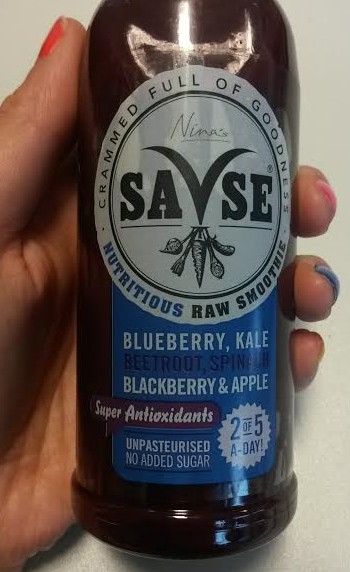 CRAMMED FULL OF GOODNESS
Nina's
SAVSE®
NUTRITIOUS RAW SMOOTHIE
BLUEBERRY, KALE
BEETROOT, SPINACH
BLACKBERRY & APPLE
Super Antioxidants
UNPASTEURISED
NO ADDED SUGAR
2 OF 5
A-DAY!